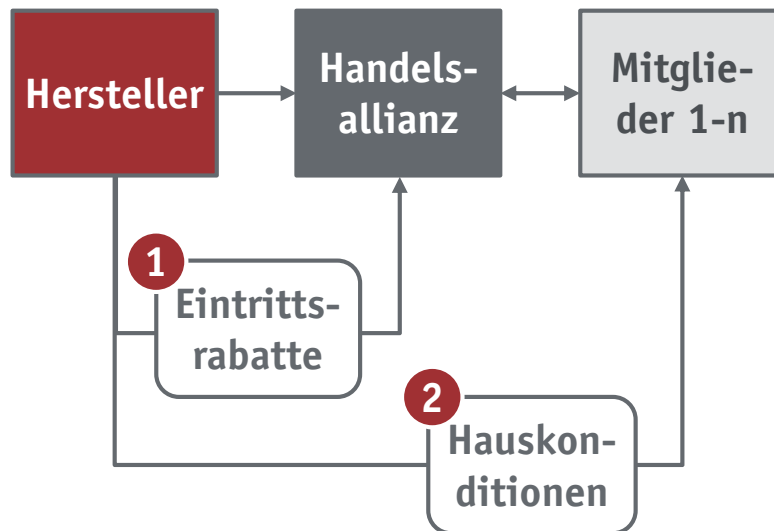 Hersteller
Handels-
allianz
Mitglie-
der 1-n
1
Eintritts-
rabatte
2
Hauskon-
ditionen